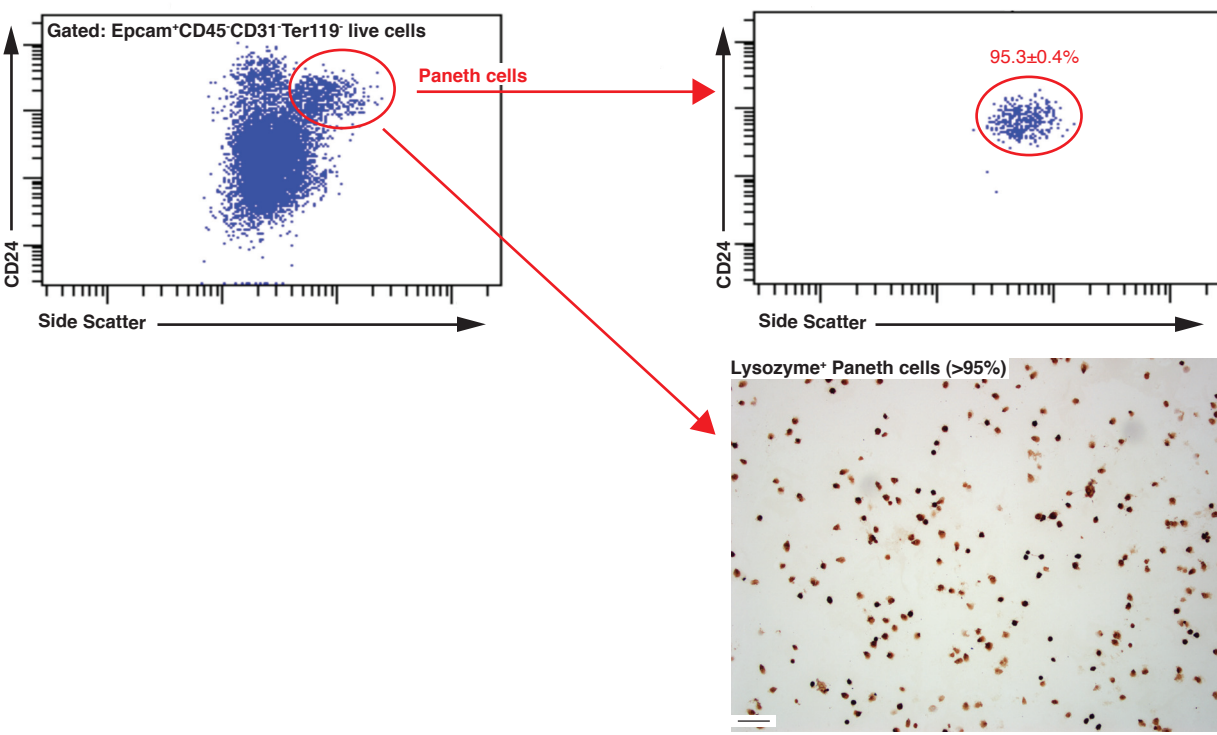 Gated: Epcam⁺CD45⁻CD31⁻Ter119⁻ live cells
Paneth cells
CD24
Side Scatter
95.3±0.4%
CD24
Side Scatter
Lysozyme⁺ Paneth cells (>95%)